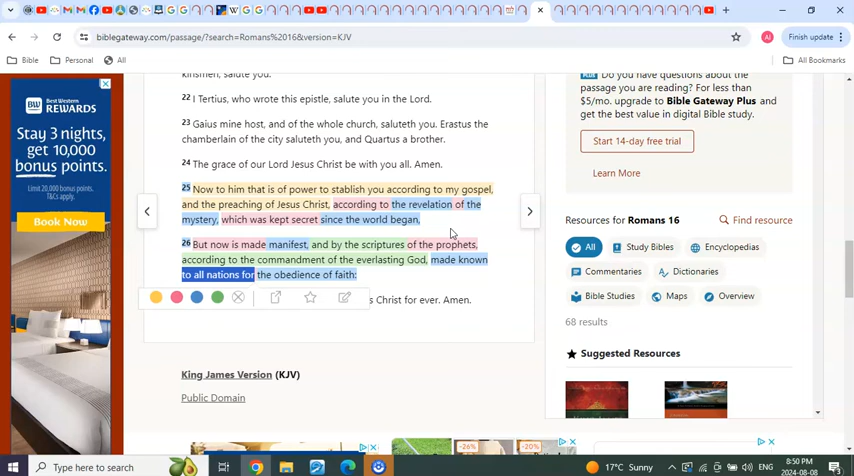 biblegateway.com/passage/?search=Romans%2016&version=KJV
AI
Finish update
Bible
Personal
All
All Bookmarks
kinsmen, salute you.
22 I Tertius, who wrote this epistle, salute you in the Lord.
23 Gaius mine host, and of the whole church, saluteth you. Erastus the
chamberlain of the city saluteth you, and Quartus a brother.
24 The grace of our Lord Jesus Christ be with you all. Amen.
25 Now to him that is of power to stablish you according to my gospel,
and the preaching of Jesus Christ, according to the revelation of the
mystery, which was kept secret since the world began,
26 But now is made manifest, and by the scriptures of the prophets,
according to the commandment of the everlasting God, made known
to all nations for the obedience of faith:
s Christ for ever. Amen.
King James Version (KJV)
Public Domain
BW
Best Western
REWARDS
Stay 3 nights,
get 10,000
bonus points.
Limit 20,000 bonus points.
T&Cs apply.
Book Now
PLUS Do you have questions about the
passage you are reading? For less than
$5/mo. upgrade to Bible Gateway Plus and
get the best value in digital Bible study.
Start 14-day free trial
Learn More
Resources for Romans 16
Find resource
All
Study Bibles
Encyclopedias
Commentaries
Dictionaries
Bible Studies
Maps
Overview
68 results
Suggested Resources
-26%
-20%
Type here to search
17°C Sunny
ENG
8:50 PM
2024-08-08